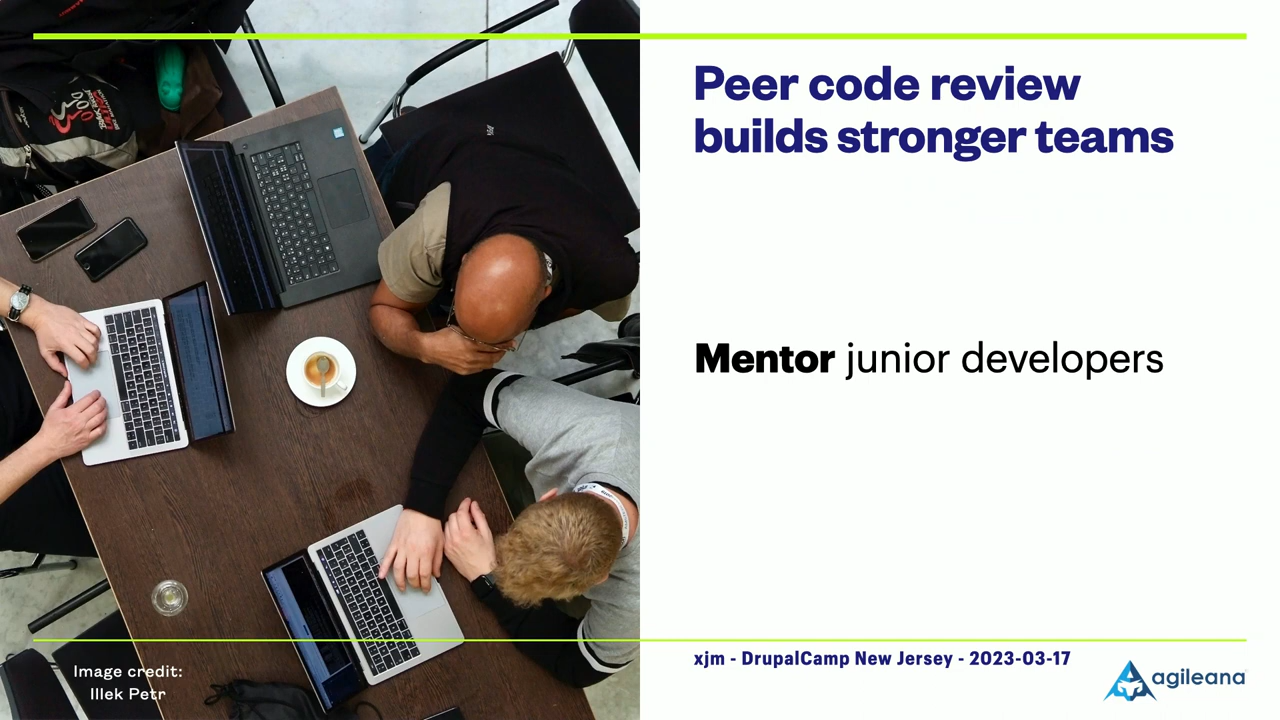 Peer code review
builds stronger teams
Mentor junior developers
xjm - DrupalCamp New Jersey - 2023-03-17
agileana
Image credit:
Illek Petr